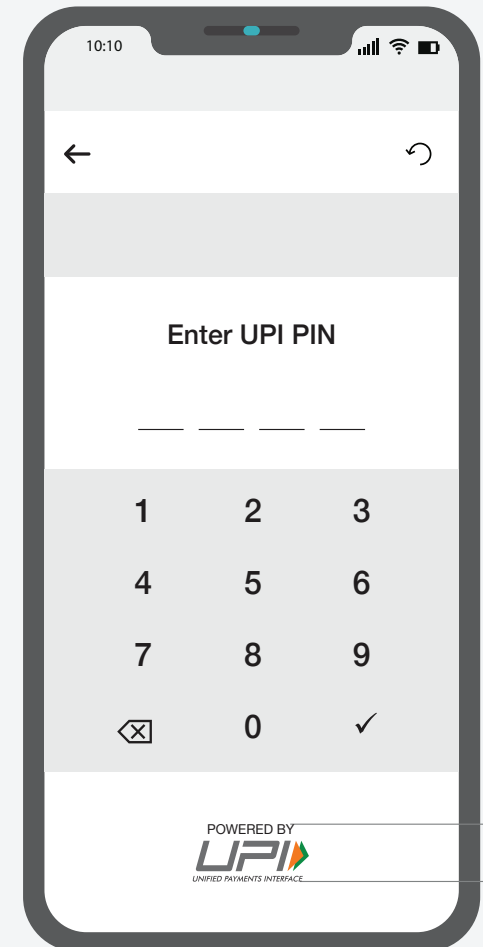 10:10
Enter UPI PIN
1 2 3
4 5 6
7 8 9
0
POWERED BY
UPI
UNIFIED PAYMENTS INTERFACE